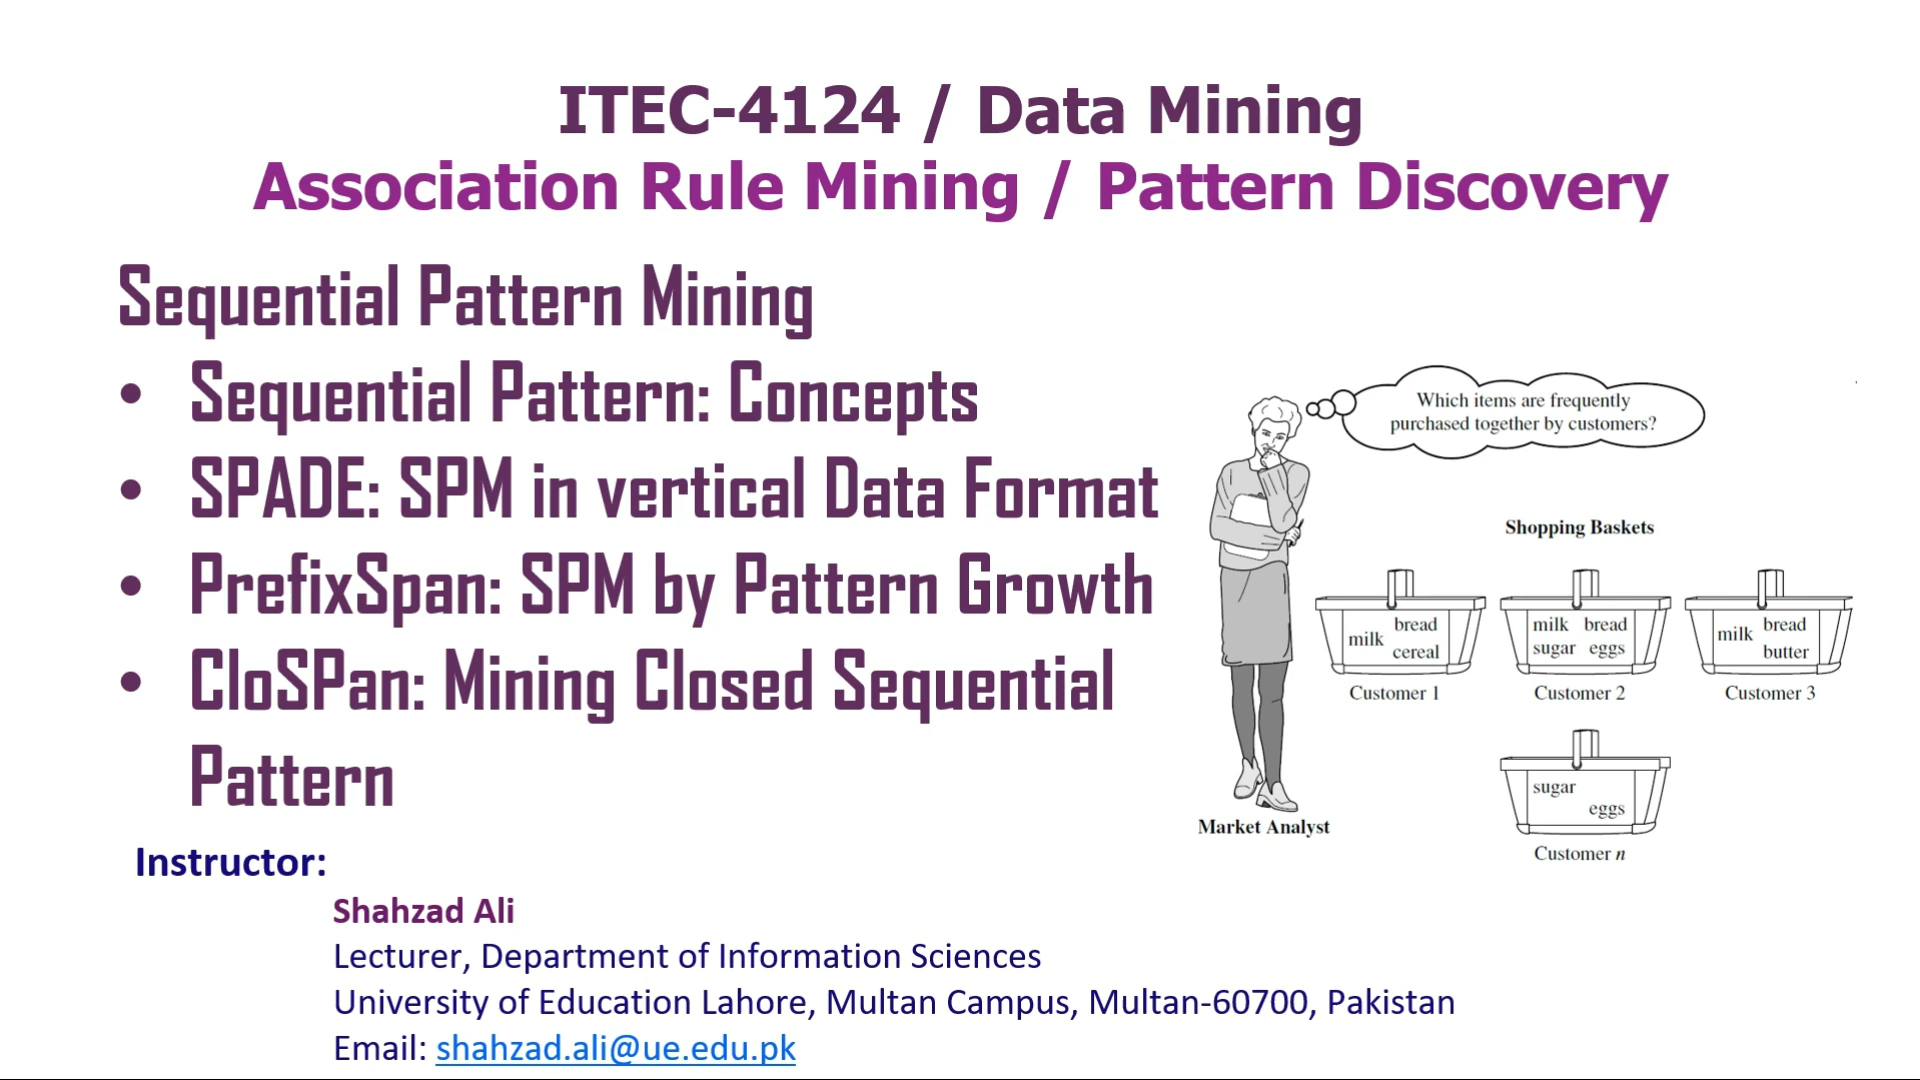 ITEC-4124 / Data Mining
Association Rule Mining / Pattern Discovery
Sequential Pattern Mining
• Sequential Pattern: Concepts
• SPADE: SPM in vertical Data Format
• PrefixSpan: SPM by Pattern Growth
• CloSPan: Mining Closed Sequential
Pattern
Which items are frequently
purchased together by customers?
Shopping Baskets
milk bread
cereal
Customer 1
milk bread
sugar eggs
Customer 2
milk bread
butter
Customer 3
sugar
eggs
Customer n
Market Analyst
Instructor:
Shahzad Ali
Lecturer, Department of Information Sciences
University of Education Lahore, Multan Campus, Multan-60700, Pakistan
Email: shahzad.ali@ue.edu.pk